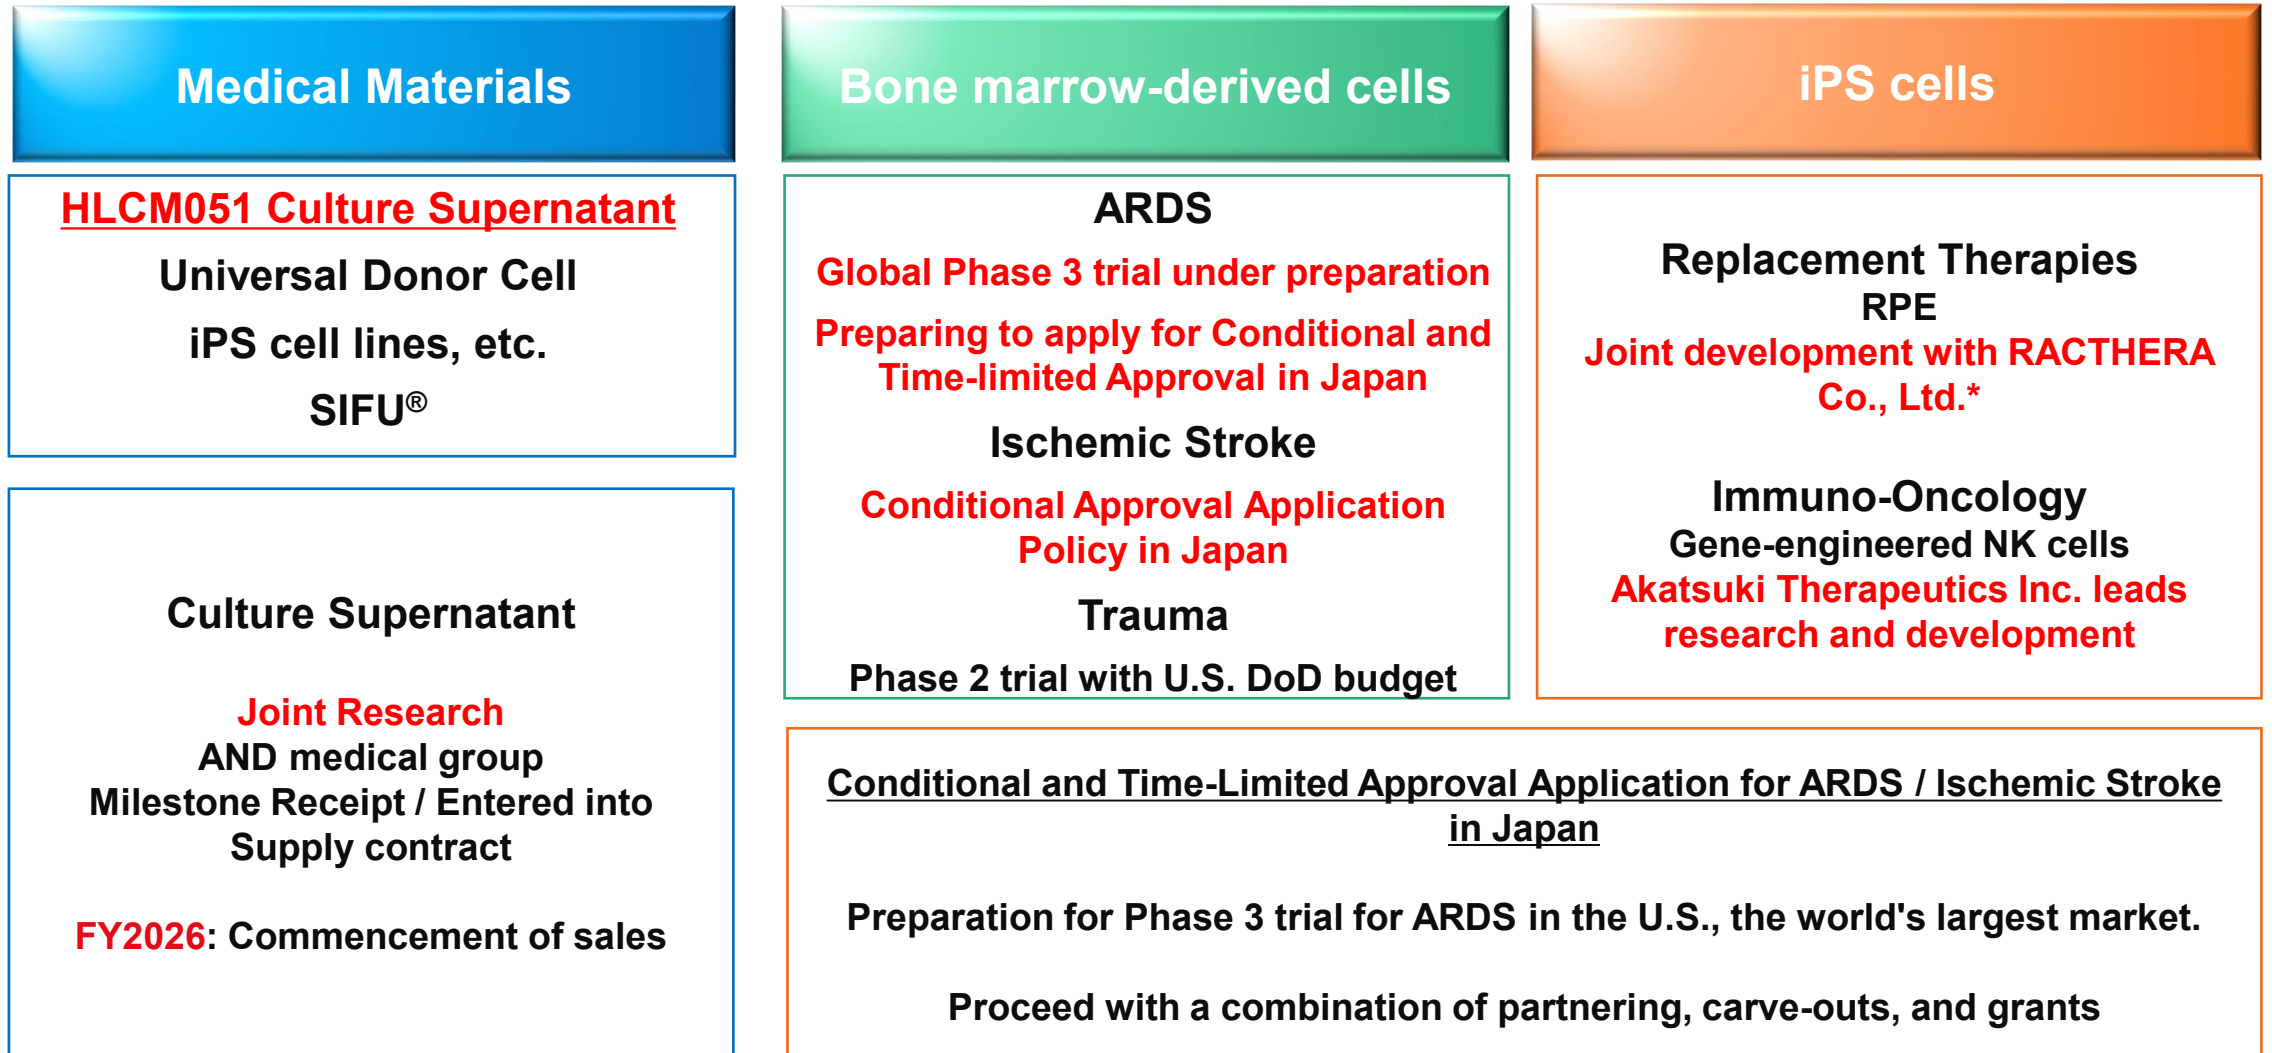 Medical Materials
HLCM051 Culture Supernatant
Universal Donor Cell
iPS cell lines, etc.
SIFU®
Culture Supernatant
Joint Research
AND medical group
Milestone Receipt / Entered into
Supply contract
FY2026: Commencement of sales
Bone marrow-derived cells
ARDS
Global Phase 3 trial under preparation
Preparing to apply for Conditional and
Time-limited Approval in Japan
Ischemic Stroke
Conditional Approval Application
Policy in Japan
Trauma
Phase 2 trial with U.S. DoD budget
iPS cells
Replacement Therapies
RPE
Joint development with RACTHERA
Co., Ltd.*
Immuno-Oncology
Gene-engineered NK cells
Akatsuki Therapeutics Inc. leads
research and development
Conditional and Time-Limited Approval Application for ARDS / Ischemic Stroke
in Japan
Preparation for Phase 3 trial for ARDS in the U.S., the world's largest market.
Proceed with a combination of partnering, carve-outs, and grants